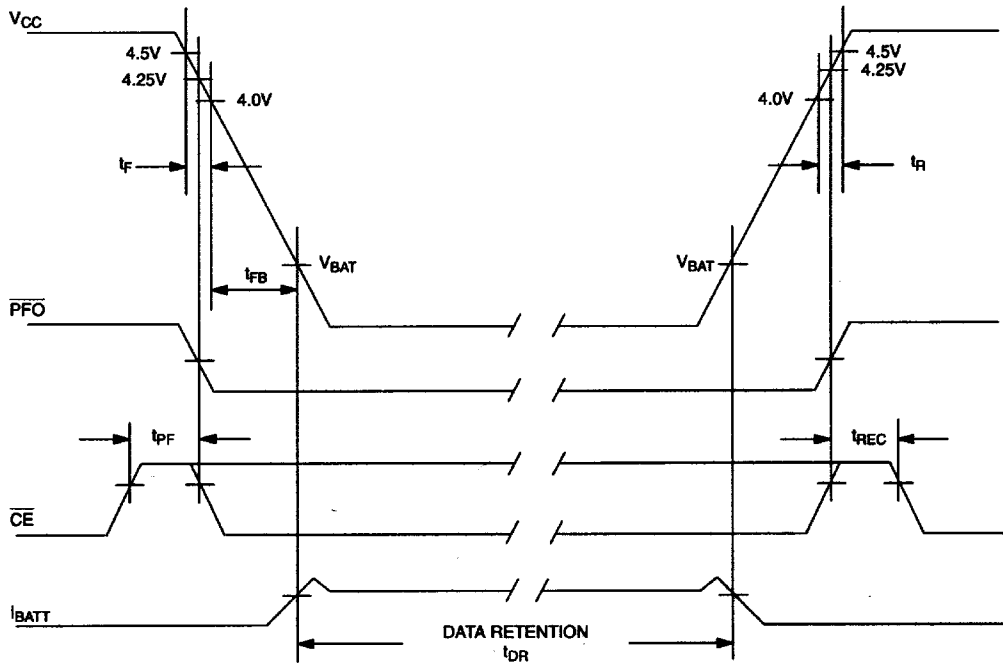 VCC
4.5V
4.25V
4.0V
tF
4.5V
4.25V
4.0V
tR
VBAT
tFB
VBAT
PFO
tPF
tREC
CE
IBATT
DATA RETENTION
tDR